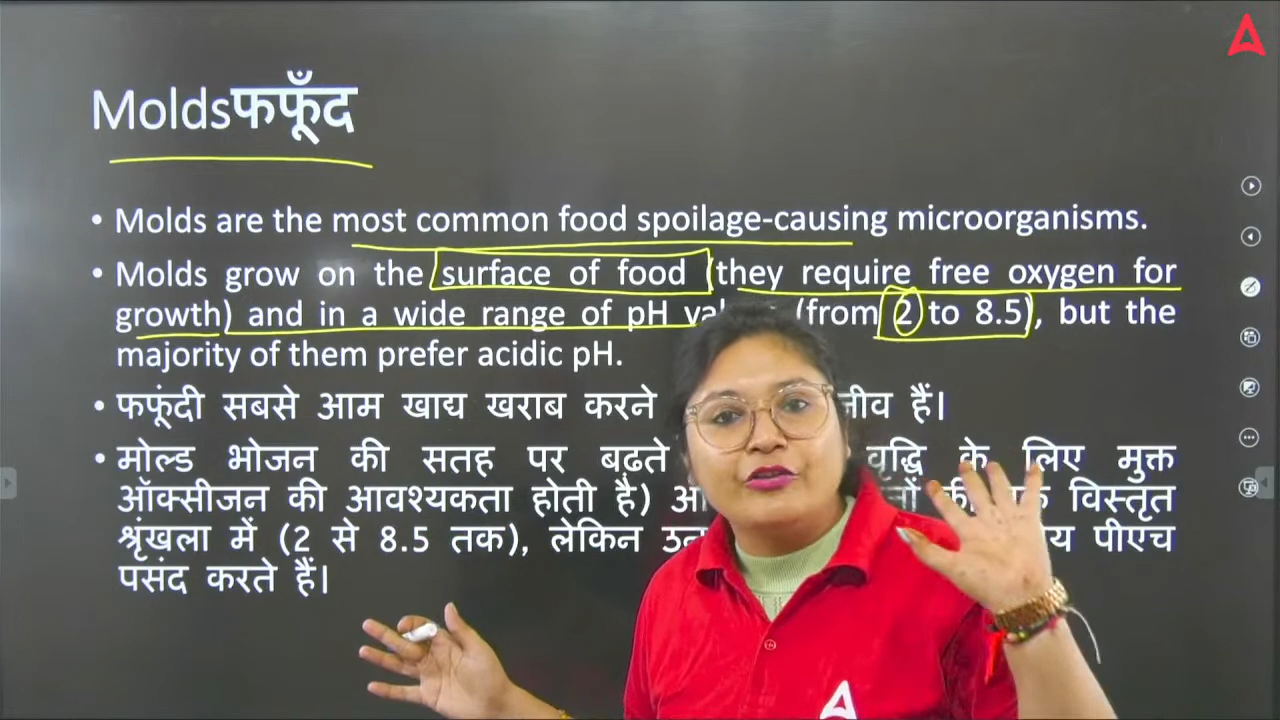 Moldsफफूँद
• Molds are the most common food spoilage-causing microorganisms.
• Molds grow on the surface of food (they require free oxygen for
growth) and in a wide range of pH (from 2 to 8.5), but the
majority of them prefer acidic pH.
• फफूंदी सबसे आम खाद्य खराब करने हैं।
• मोल्ड भोजन की सतह पर बढ़ते वृद्धि के लिए मुक्त
ऑक्सीजन की आवश्यकता होती है) विस्तृत
श्रृंखला में (2 से 8.5 तक), लेकिन पीएच
पसंद करते हैं।